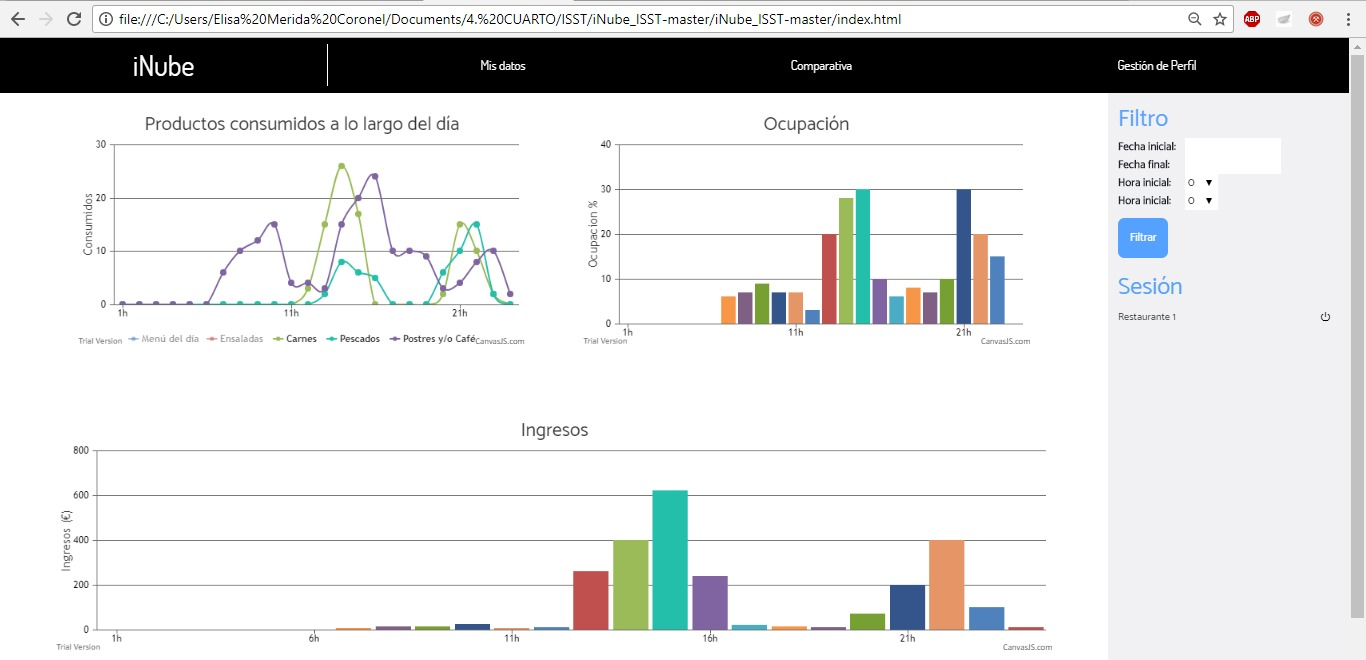 file:///C:/Users/Elisa%20Merida%20Coronel/Documents/4.%20CUARTO/ISST/iNube_ISST-master/iNube_ISST-master/index.html
ABP
iNube
Mis datos
Comparativa
Gestión de Perfil
Productos consumidos a lo largo del día
Consumidos
30
20
10
0
1h
11h
21h
Trial Version
Menú del día
Ensaladas
Carnes
Pescados
Postres y/o Café
CanvasJS.com
Ocupación
Ocupacion %
40
30
20
10
0
1h
11h
21h
Trial Version
CanvasJS.com
Ingresos
Ingresos (€)
800
600
400
200
0
1h
6h
11h
16h
21h
Trial Version
CanvasJS.com
Filtro
Fecha inicial:
Fecha final:
Hora inicial: 0
Hora inicial: 0
Filtrar
Sesión
Restaurante 1